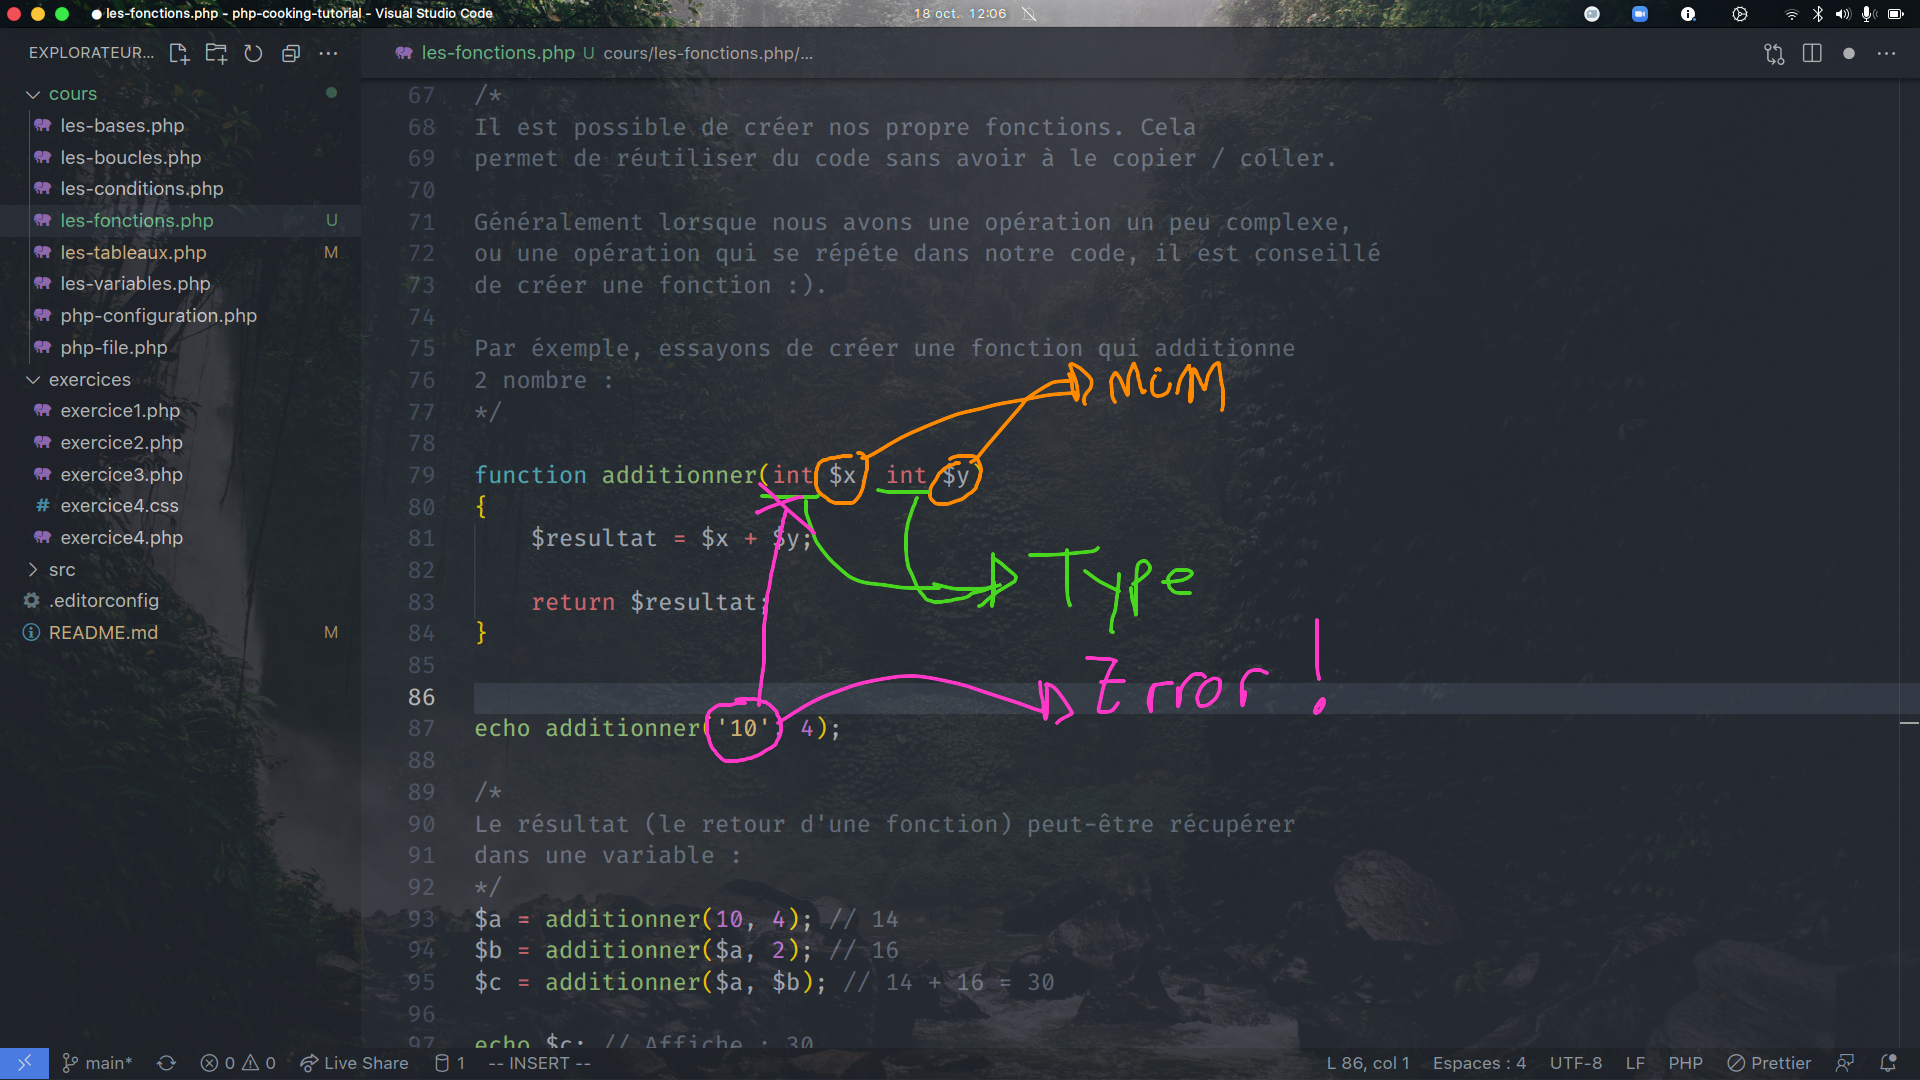 les-fonctions.php - php-cooking-tutorial - Visual Studio Code
18 oct. 12:06
EXPLORATEUR...
les-fonctions.php U cours/les-fonctions.php/...
cours
les-bases.php
les-boucles.php
les-conditions.php
les-fonctions.php U
les-tableaux.php M
les-variables.php
php-configuration.php
php-file.php
exercices
exercice1.php
exercice2.php
exercice3.php
# exercice4.css
exercice4.php
src
.editorconfig
README.md M
67 /*
68 Il est possible de créer nos propre fonctions. Cela
69 permet de réutiliser du code sans avoir à le copier / coller.
70
71 Généralement lorsque nous avons une opération un peu complexe,
72 ou une opération qui se répéte dans notre code, il est conseillé
73 de créer une fonction :).
74
75 Par éxemple, essayons de créer une fonction qui additionne
76 2 nombre :
77 */
78
79 function additionner(int $x int $y
80 {
81 $resultat = $x + $y;
82
83 return $resultat;
84 }
85
86
87 echo additionner('10' 4);
88
89 /*
90 Le résultat (le retour d'une fonction) peut-être récupérer
91 dans une variable :
92 */
93 $a = additionner(10, 4); // 14
94 $b = additionner($a, 2); // 16
95 $c = additionner($a, $b); // 14 + 16 = 30
96
97 echo $c; // Affiche : 30
Type
Error !
main* 0 0 Live Share 1 -- INSERT -- L 86, col 1 Espaces : 4 UTF-8 LF PHP Prettier